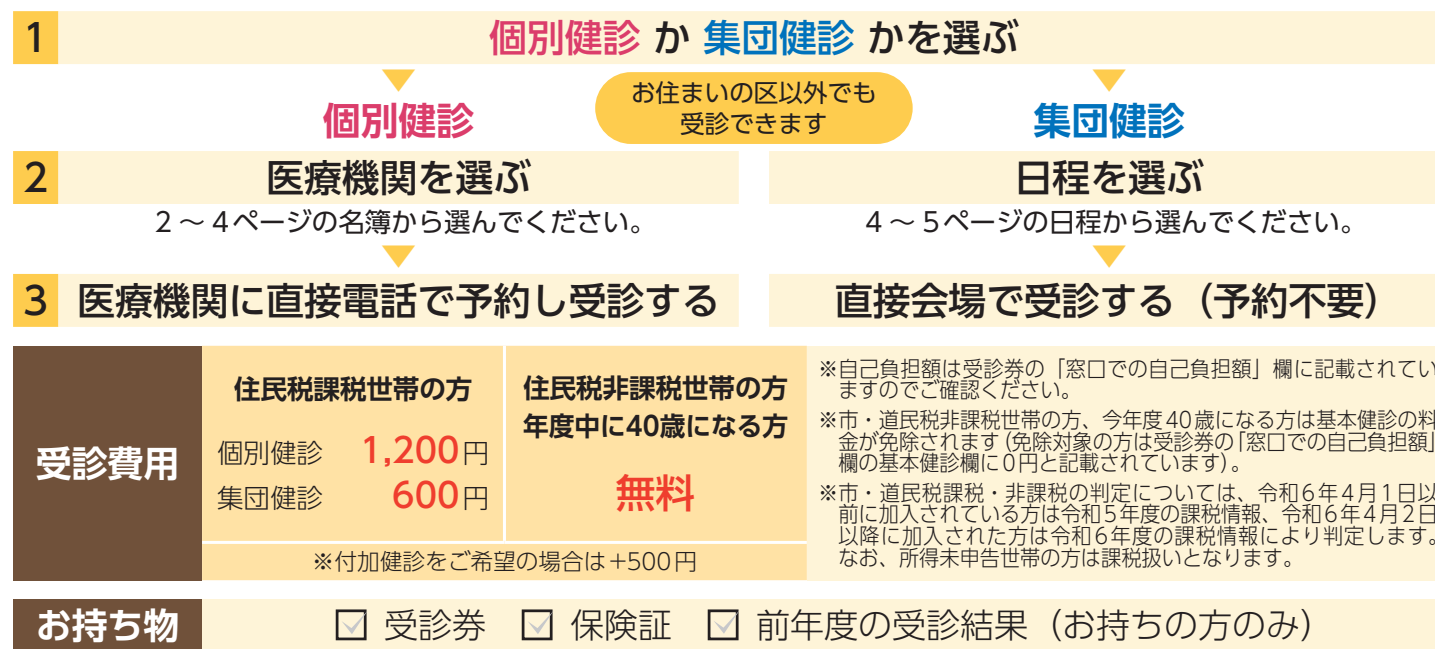 1 個別健診 か 集団健診 かを選ぶ
個別健診
お住まいの区以外でも
受診できます
集団健診
2 医療機関を選ぶ
2～4ページの名簿から選んでください。
日程を選ぶ
4～5ページの日程から選んでください。
3 医療機関に直接電話で予約し受診する
直接会場で受診する（予約不要）
受診費用
住民税課税世帯の方
個別健診 1,200円
集団健診 600円
住民税非課税世帯の方
年度中に40歳になる方
無料
※付加健診をご希望の場合は+500円
※自己負担額は受診券の「窓口での自己負担額」欄に記載されてい
ますのでご確認ください。
※市・道民税非課税世帯の方、今年度40歳になる方は基本健診の料
金が免除されます(免除対象の方は受診券の「窓口での自己負担額」
欄の基本健診欄に0円と記載されています)。
※市・道民税課税・非課税の判定については、令和6年4月1日以
前に加入されている方は令和5年度の課税情報、令和6年4月2日
以降に加入された方は令和6年度の課税情報により判定します。
なお、所得未申告世帯の方は課税扱いとなります。
お持ち物
☑ 受診券 ☑ 保険証 ☑ 前年度の受診結果（お持ちの方のみ）